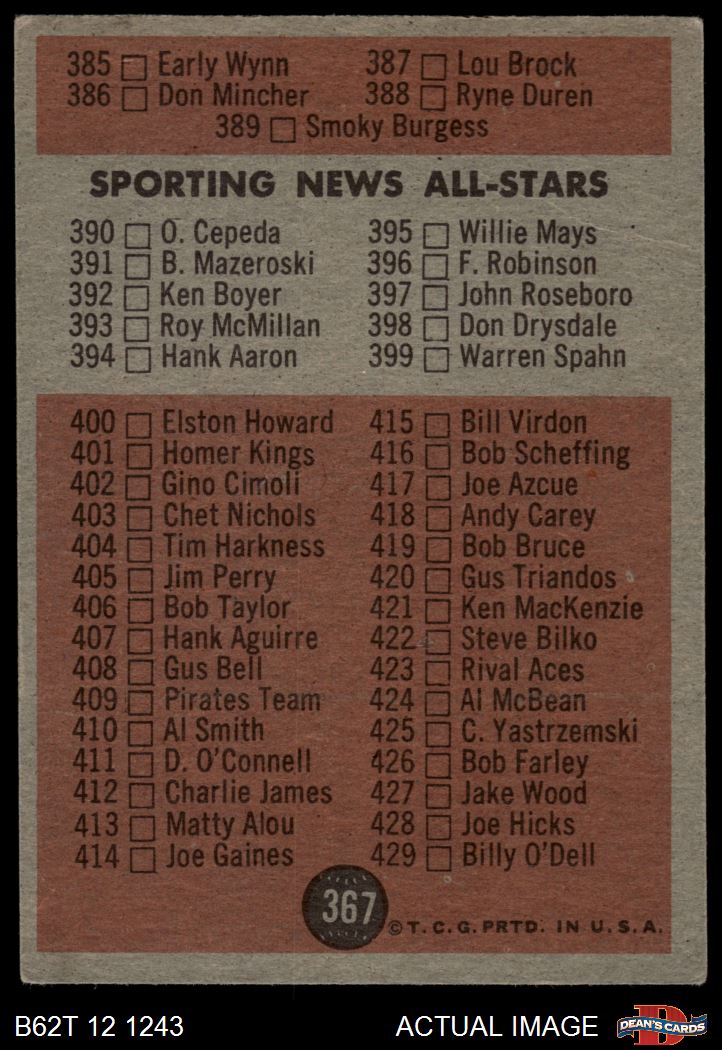 385 Early Wynn 387 Lou Brock
386 Don Mincher 388 Ryne Duren
389 Smoky Burgess
SPORTING NEWS ALL-STARS
390 O. Cepeda 395 Willie Mays
391 B. Mazeroski 396 F. Robinson
392 Ken Boyer 397 John Roseboro
393 Roy McMillan 398 Don Drysdale
394 Hank Aaron 399 Warren Spahn
400 Elston Howard 415 Bill Virdon
401 Homer Kings 416 Bob Scheffing
402 Gino Cimoli 417 Joe Azcue
403 Chet Nichols 418 Andy Carey
404 Tim Harkness 419 Bob Bruce
405 Jim Perry 420 Gus Triandos
406 Bob Taylor 421 Ken MacKenzie
407 Hank Aguirre 422 Steve Bilko
408 Gus Bell 423 Rival Aces
409 Pirates Team 424 Al McBean
410 Al Smith 425 C. Yastrzemski
411 D. O'Connell 426 Bob Farley
412 Charlie James 427 Jake Wood
413 Matty Alou 428 Joe Hicks
414 Joe Gaines 429 Billy O'Dell
367
©T.C.G. PRTD. IN U.S.A.
B62T 12 1243 ACTUAL IMAGE D DEAN'S CARDS